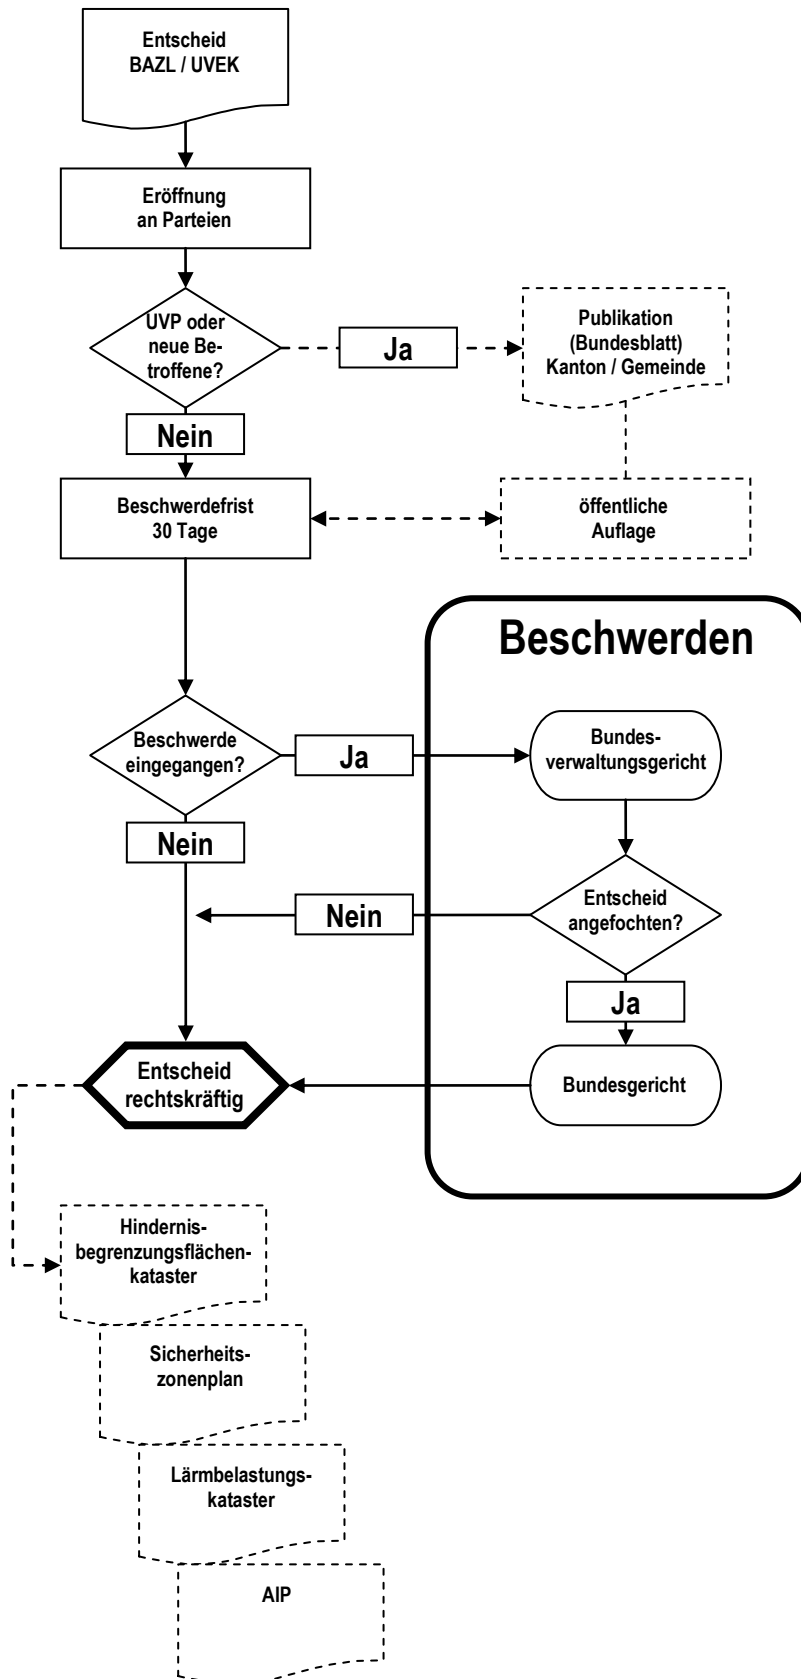 Entscheid
BAZL / UVEK
Eröffnung
an Parteien
UVP oder
neue Be-
troffene?
Ja
Publikation
(Bundesblatt)
Kanton / Gemeinde
Nein
Beschwerdefrist
30 Tage
öffentliche
Auflage
Beschwerden
Beschwerde
eingegangen?
Ja
Bundes-
verwaltungsgericht
Nein
Entscheid
angefochten?
Nein
Ja
Entscheid
rechtskräftig
Bundesgericht
Hindernis-
begrenzungsflächen-
kataster
Sicherheits-
zonenplan
Lärmbelastungs-
kataster
AIP